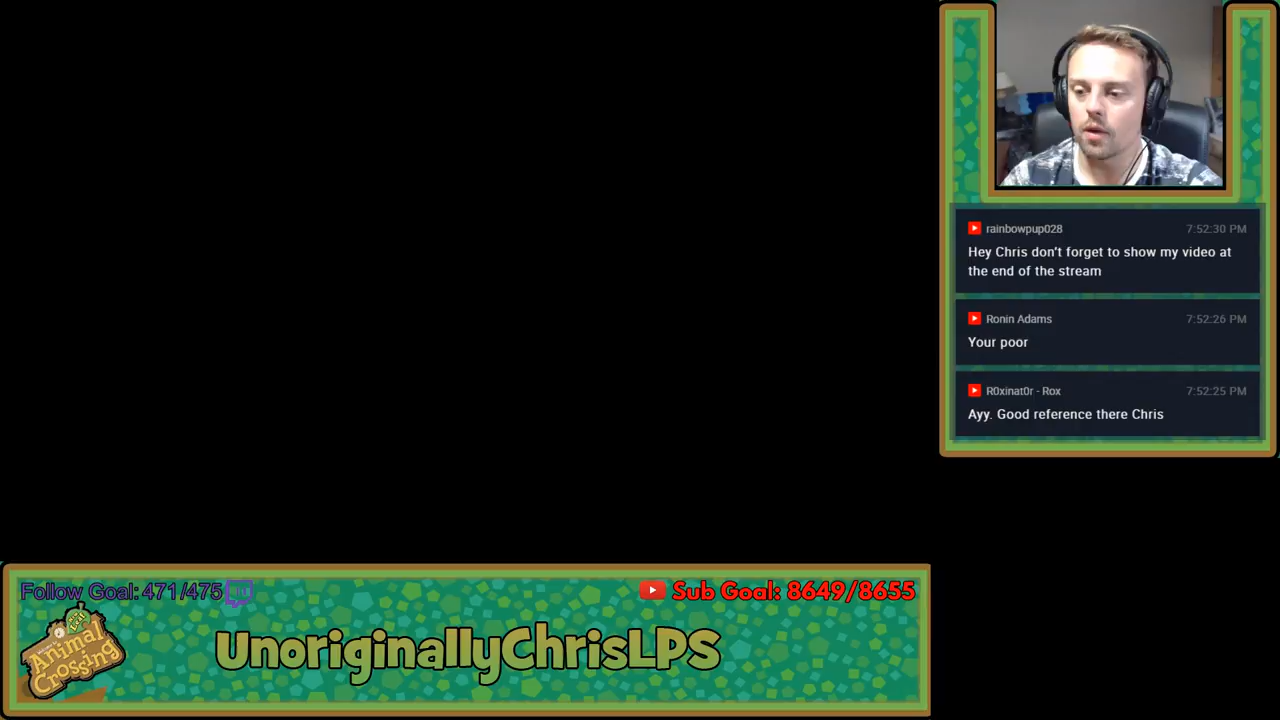 rainbowpup028 7:52:30 PM
Hey Chris don't forget to show my video at
the end of the stream
Ronin Adams 7:52:26 PM
Your poor
R0xinat0r - Rox 7:52:25 PM
Ayy. Good reference there Chris
Follow Goal: 471/475
Sub Goal: 8649/8655
Animal
Crossing
UnoriginallyChrisLPS